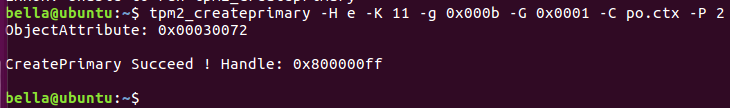 bella@ubuntu:~$ tpm2_createprimary -H e -K 11 -g 0x000b -G 0x0001 -C po.ctx -P 2
ObjectAttribute: 0x00030072
CreatePrimary Succeed ! Handle: 0x800000ff
bella@ubuntu:~$